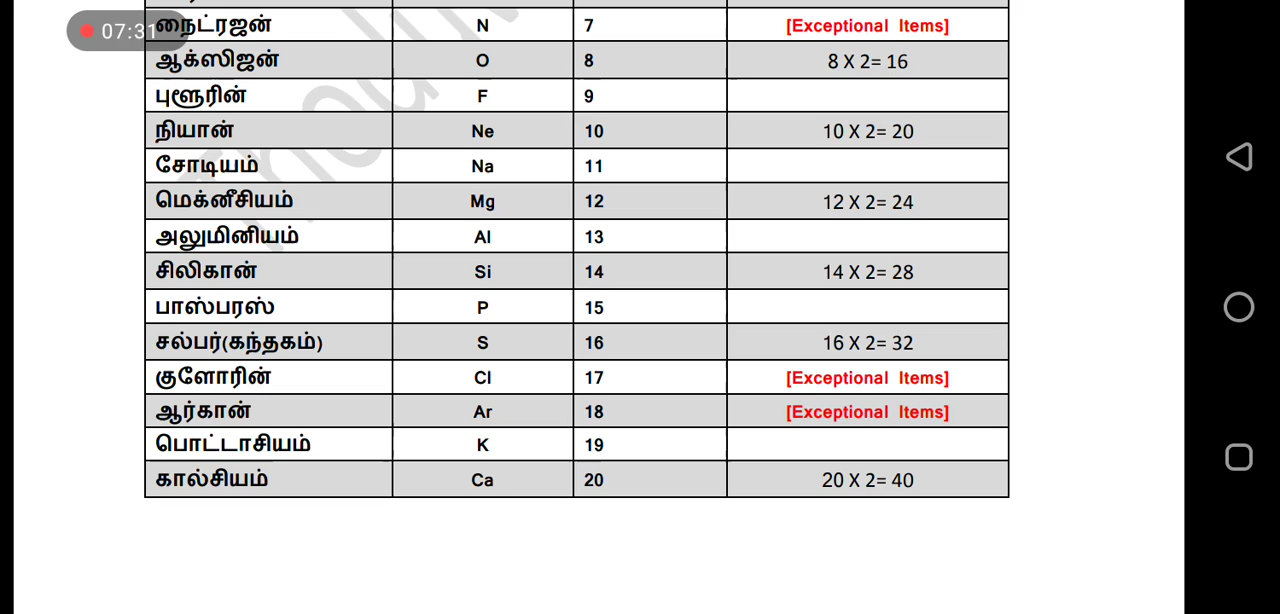 07:31
நைட்ரஜன் N 7 [Exceptional Items]
ஆக்ஸிஜன் O 8 8 X 2= 16
புளூரின் F 9
நியான் Ne 10 10 X 2= 20
சோடியம் Na 11
மெக்னீசியம் Mg 12 12 X 2= 24
அலுமினியம் Al 13
சிலிகான் Si 14 14 X 2= 28
பாஸ்பரஸ் P 15
சல்பர்(கந்தகம்) S 16 16 X 2= 32
குளோரின் Cl 17 [Exceptional Items]
ஆர்கான் Ar 18 [Exceptional Items]
பொட்டாசியம் K 19
கால்சியம் Ca 20 20 X 2= 40